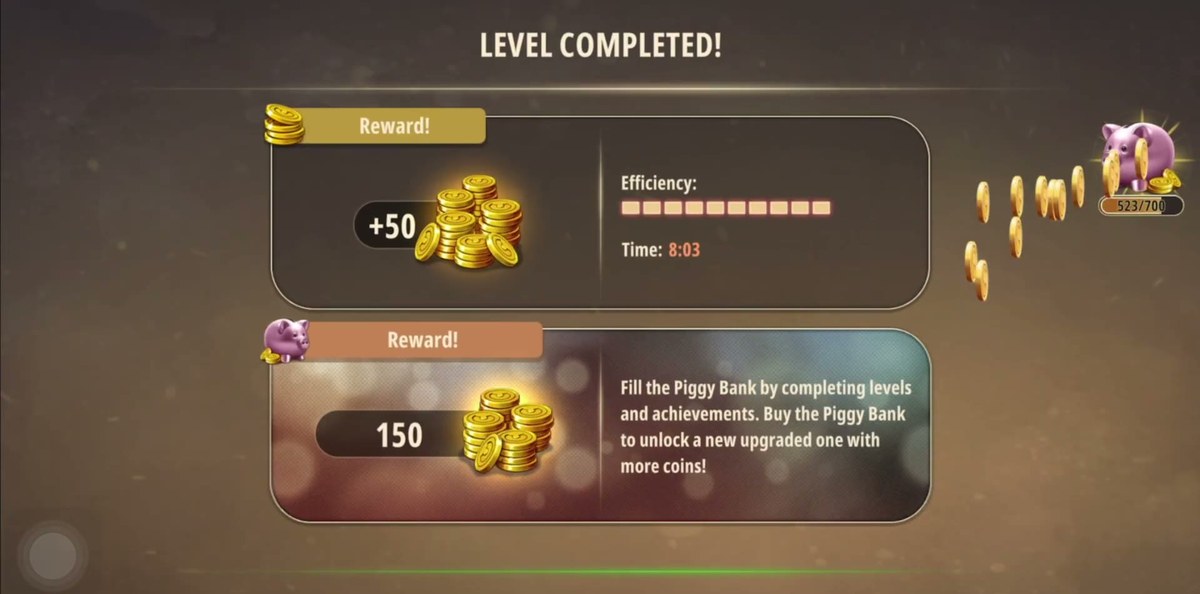 LEVEL COMPLETED!
Reward!
+50
Efficiency:
Time: 8:03
523/700
Reward!
150
Fill the Piggy Bank by completing levels
and achievements. Buy the Piggy Bank
to unlock a new upgraded one with
more coins!